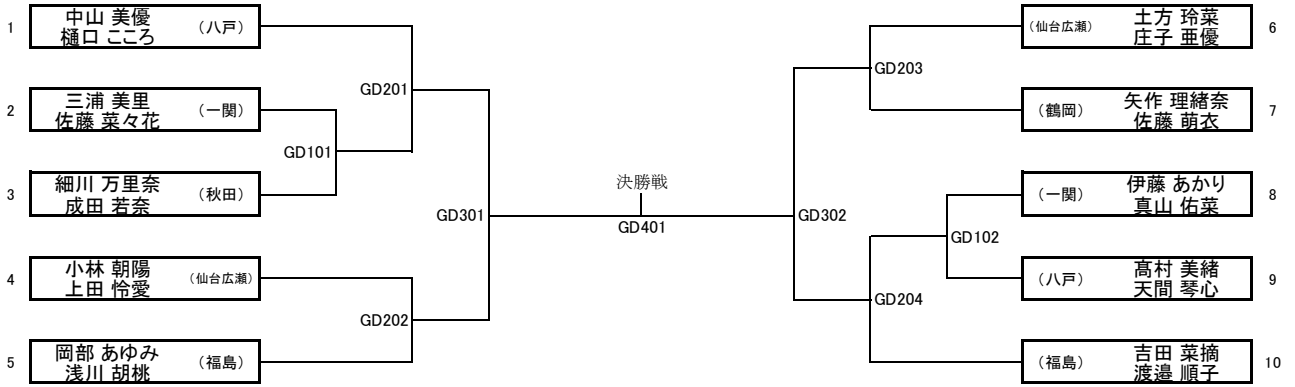 1
中山 美優
樋口 こころ
（八戸）
2
三浦 美里
佐藤 菜々花
（一関）
3
細川 万里奈
成田 若奈
（秋田）
4
小林 朝陽
上田 怜愛
（仙台広瀬）
5
岡部 あゆみ
浅川 胡桃
（福島）
GD101
GD201
GD202
GD301
決勝戦
GD401
GD302
GD203
GD204
GD102
（仙台広瀬）
土方 玲菜
庄子 亜優
6
（鶴岡）
矢作 理緒奈
佐藤 萌衣
7
（一関）
伊藤 あかり
真山 佑菜
8
（八戸）
髙村 美緒
天間 琴心
9
（福島）
吉田 菜摘
渡邉 順子
10